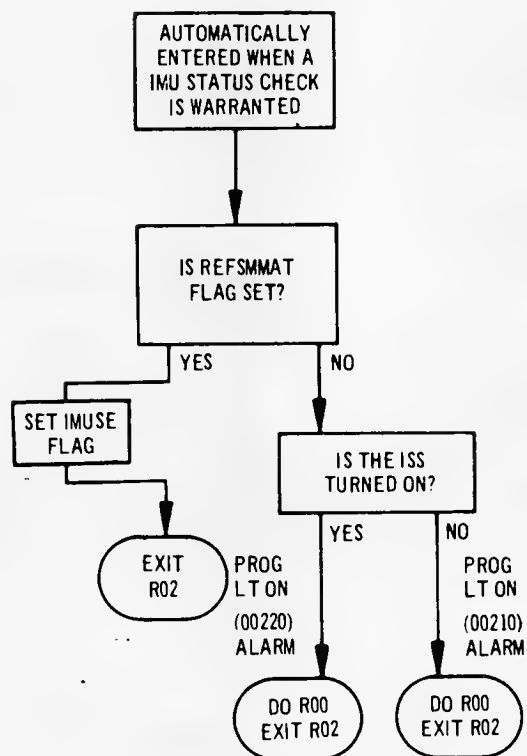 AUTOMATICALLY
ENTERED WHEN A
IMU STATUS CHECK
IS WARRANTED
IS REFSMMAT
FLAG SET?
YES
NO
SET IMUSE
FLAG
IS THE ISS
TURNED ON?
EXIT
R02
YES
PROG
LT ON
(00220)
ALARM
NO
PROG
LT ON
(00210)
ALARM
DO R00
EXIT R02
DO R00
EXIT R02